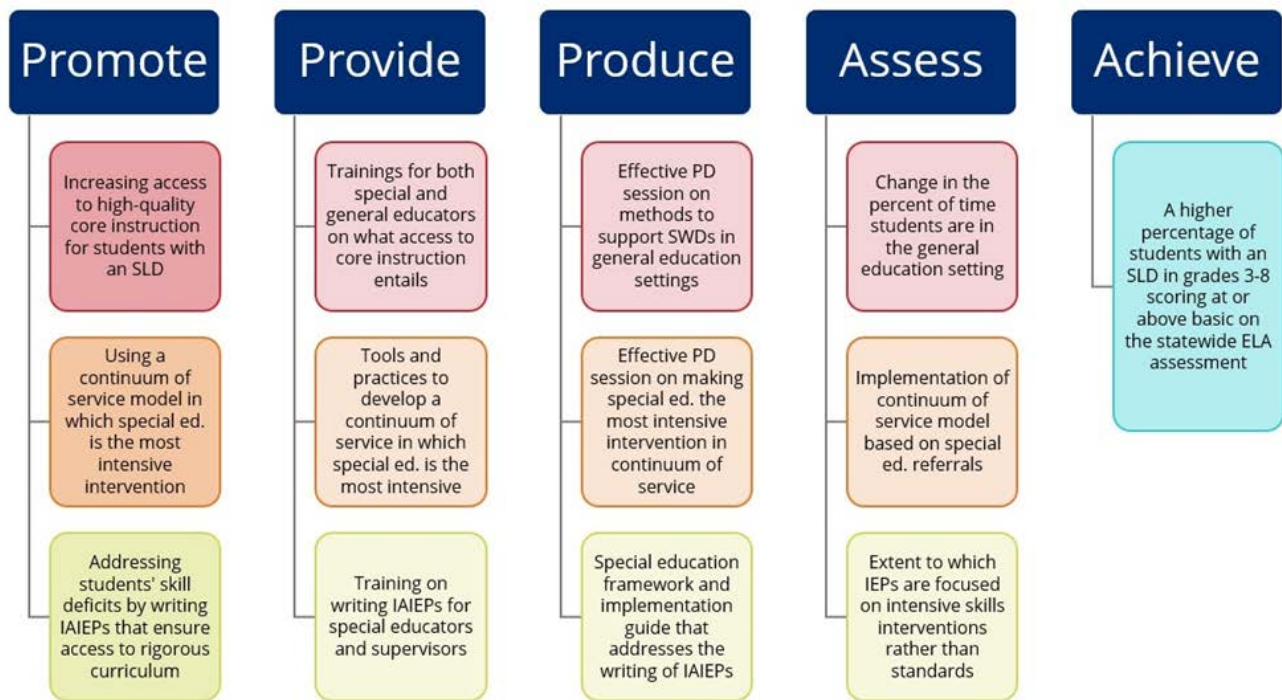 Promote
Increasing access
to high-quality
core instruction
for students with
an SLD
Using a
continuum of
service model in
which special ed.
is the most
intensive
intervention
Addressing
students' skill
deficits by writing
IAIEPs that ensure
access to rigorous
curriculum
Provide
Trainings for both
special and
general educators
on what access to
core instruction
entails
Tools and
practices to
develop a
continuum of
service in which
special ed. is the
most intensive
Training on
writing IAIEPs for
special educators
and supervisors
Produce
Effective PD
session on
methods to
support SWDs in
general education
settings
Effective PD
session on making
special ed. the
most intensive
intervention in
continuum of
service
Special education
framework and
implementation
guide that
addresses the
writing of IAIEPs
Assess
Change in the
percent of time
students are in
the general
education setting
Implementation of
continuum of
service model
based on special
ed. referrals
Extent to which
IEPs are focused
on intensive skills
interventions
rather than
standards
Achieve
A higher
percentage of
students with an
SLD in grades 3-8
scoring at or
above basic on
the statewide ELA
assessment